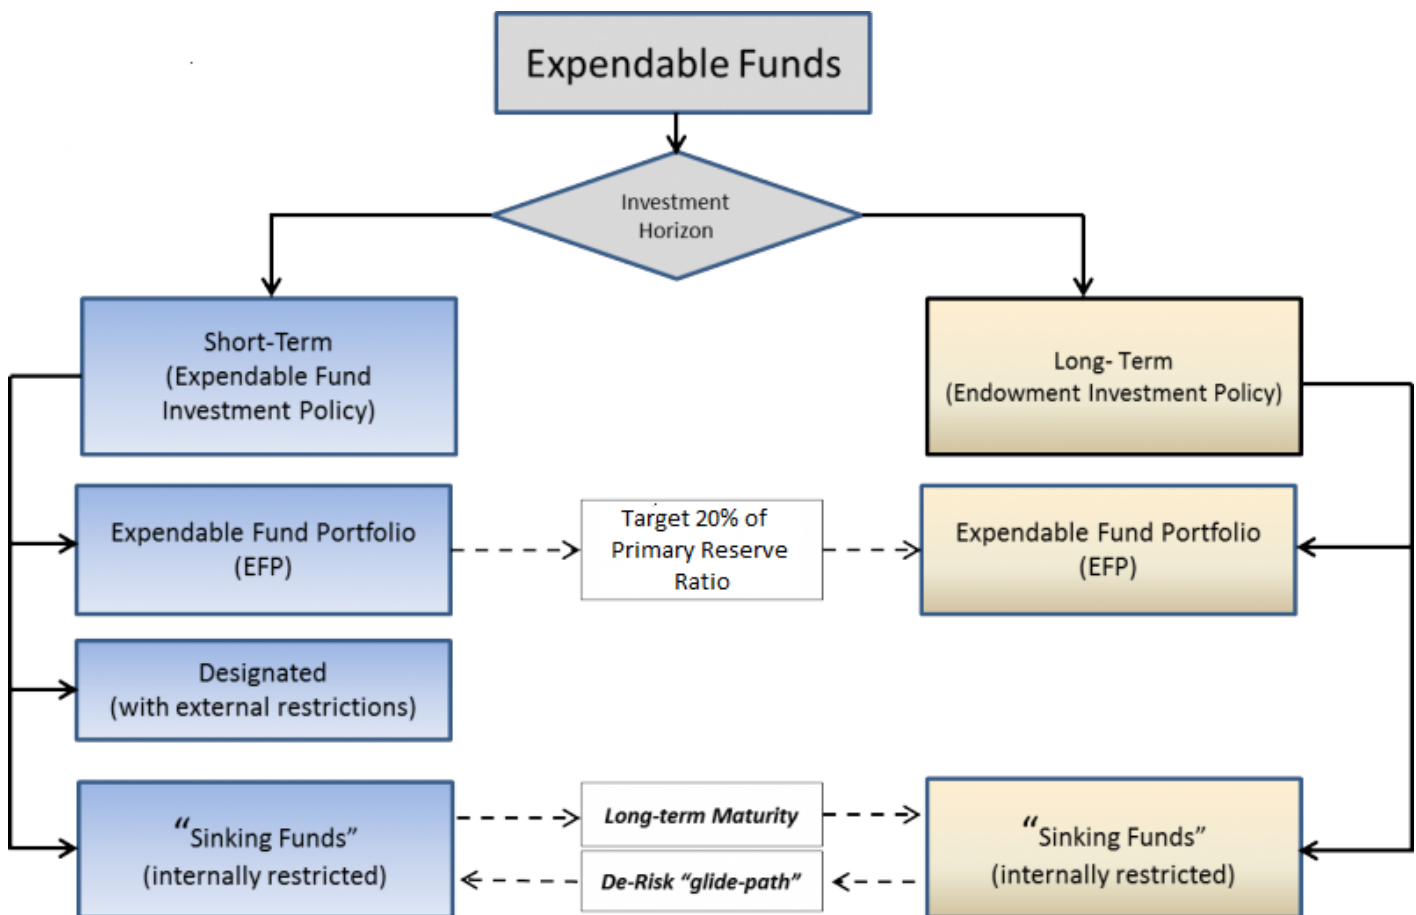 Expendable Funds
Investment
Horizon
Short-Term
(Expendable Fund
Investment Policy)
Long- Term
(Endowment Investment Policy)
Expendable Fund Portfolio
(EFP)
Target 20% of
Primary Reserve
Ratio
Expendable Fund Portfolio
(EFP)
Designated
(with external restrictions)
“Sinking Funds”
(internally restricted)
Long-term Maturity
De-Risk “glide-path”
“Sinking Funds”
(internally restricted)